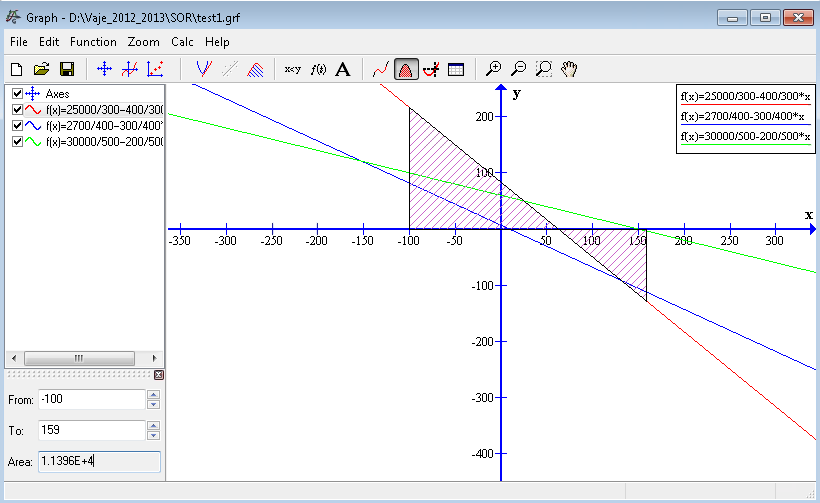 Graph - D:\Vaje_2012_2013\SOR\test1.grf
File Edit Function Zoom Calc Help
x<y f(t) A
Axes
f(x)=25000/300-400/300
f(x)=2700/400-300/400*
f(x)=30000/500-200/500
From: -100
To: 159
Area: 1.1396E+4
y
200
100
-100
-200
-300
-400
x
-350 -300 -250 -200 -150 -100 -50 50 100 150 200 250 300
f(x)=25000/300-400/300*x
f(x)=2700/400-300/400*x
f(x)=30000/500-200/500*x